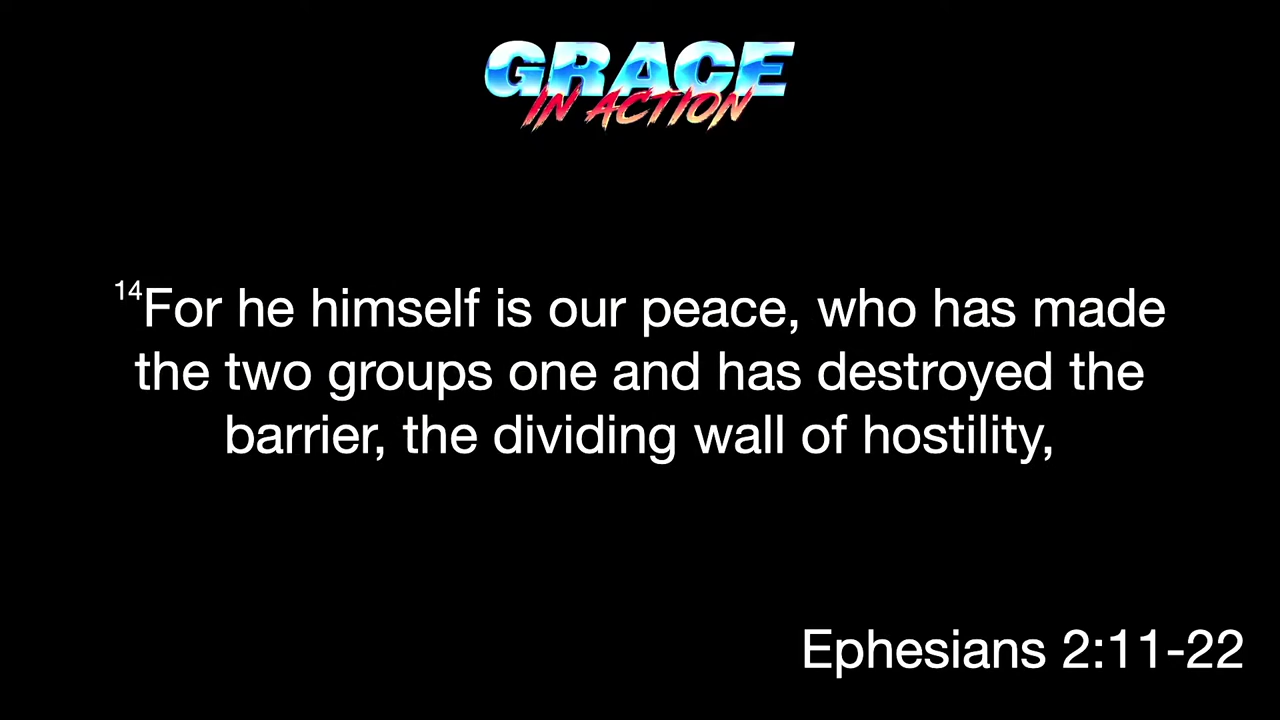 GRACE
IN ACTION
14For he himself is our peace, who has made
the two groups one and has destroyed the
barrier, the dividing wall of hostility,
Ephesians 2:11-22